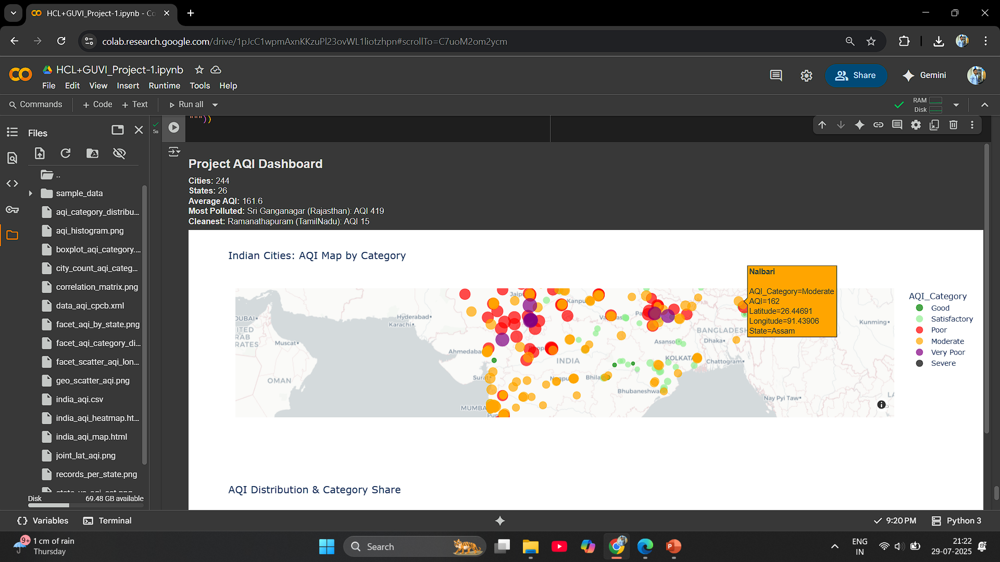 HCL+GUVI_Project-1.ipynb - Co
colab.research.google.com/drive/1pJcC1wpmAxnKKzuPl23ovWL1liotzhpn#scrollTo=C7uoM2om2ycm
HCL+GUVI_Project-1.ipynb
File Edit View Insert Runtime Tools Help
Share
Gemini
Commands + Code + Text Run all
RAM
Disk
Files
5s
"""))
..
sample_data
aqi_category_distribu...
aqi_histogram.png
boxplot_aqi_category....
city_count_aqi_categ...
correlation_matrix.png
data_aqi_cpcb.xml
facet_aqi_by_state.png
facet_aqi_category_di...
facet_scatter_aqi_lon...
geo_scatter_aqi.png
india_aqi.csv
india_aqi_heatmap.ht...
india_aqi_map.html
joint_lat_aqi.png
records_per_state.png
Disk 69.48 GB available
Project AQI Dashboard
Cities: 244
States: 26
Average AQI: 161.6
Most Polluted: Sri Ganganagar (Rajasthan): AQI 419
Cleanest: Ramanathapuram (TamilNadu): AQI 15
Indian Cities: AQI Map by Category
Nalbari
AQI_Category=Moderate
AQI=162
Latitude=26.44691
Longitude=91.43906
State=Assam
AQI_Category
Good
Satisfactory
Poor
Moderate
Very Poor
Severe
Jaip
Kanpu
DUBAI
Hyderabad
Karachi
ITED
RAB
RATES
Muscat
Ahmedaba
BANGLADESH
Kunming
Asansol
Dhaka
INDIA
KOLKATA
Chattogram
OMAN
Surat
Nagpu
Bhila
Bhubaneshwa
Nay Pyi Taw
MUMBA
Pun
AQI Distribution & Category Share
Variables
Terminal
9:20 PM
Python 3
9+
1 cm of rain
Thursday
Search
ENG
IN
21:22
29-07-2025